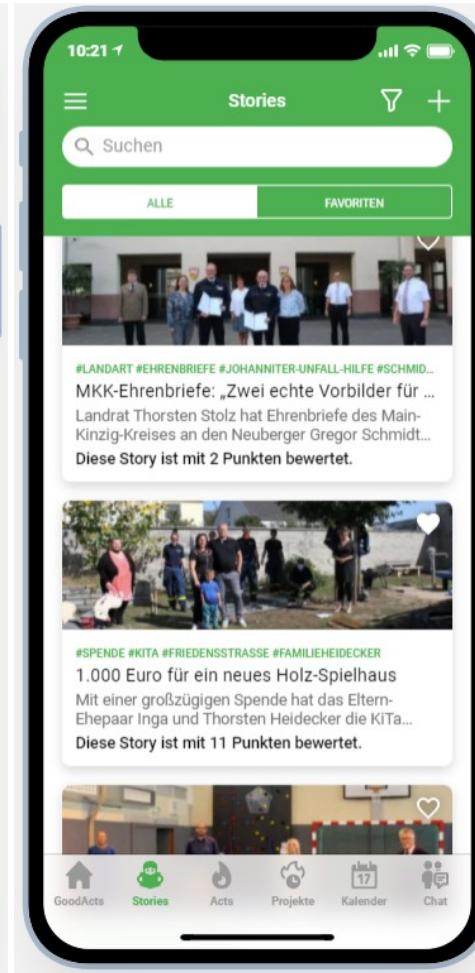 10:21
Stories
Suchen
ALLE
FAVORITEN
#LANDART #EHRENBRIEFE #JOHANNITER-UNFALL-HILFE #SCHMID...
MKK-Ehrenbriefe: „Zwei echte Vorbilder für ...
Landrat Thorsten Stolz hat Ehrenbriefe des Main-
Kinzig-Kreises an den Neuberger Gregor Schmidt...
Diese Story ist mit 2 Punkten bewertet.
#SPENDE #KITA #FRIEDENSSTRASSE #FAMILIEHEIDECKER
1.000 Euro für ein neues Holz-Spielhaus
Mit einer großzügigen Spende hat das Eltern-
Ehepaar Inga und Thorsten Heidecker die KiTa...
Diese Story ist mit 11 Punkten bewertet.
17
GoodActs
Stories
Acts
Projekte
Kalender
Chat